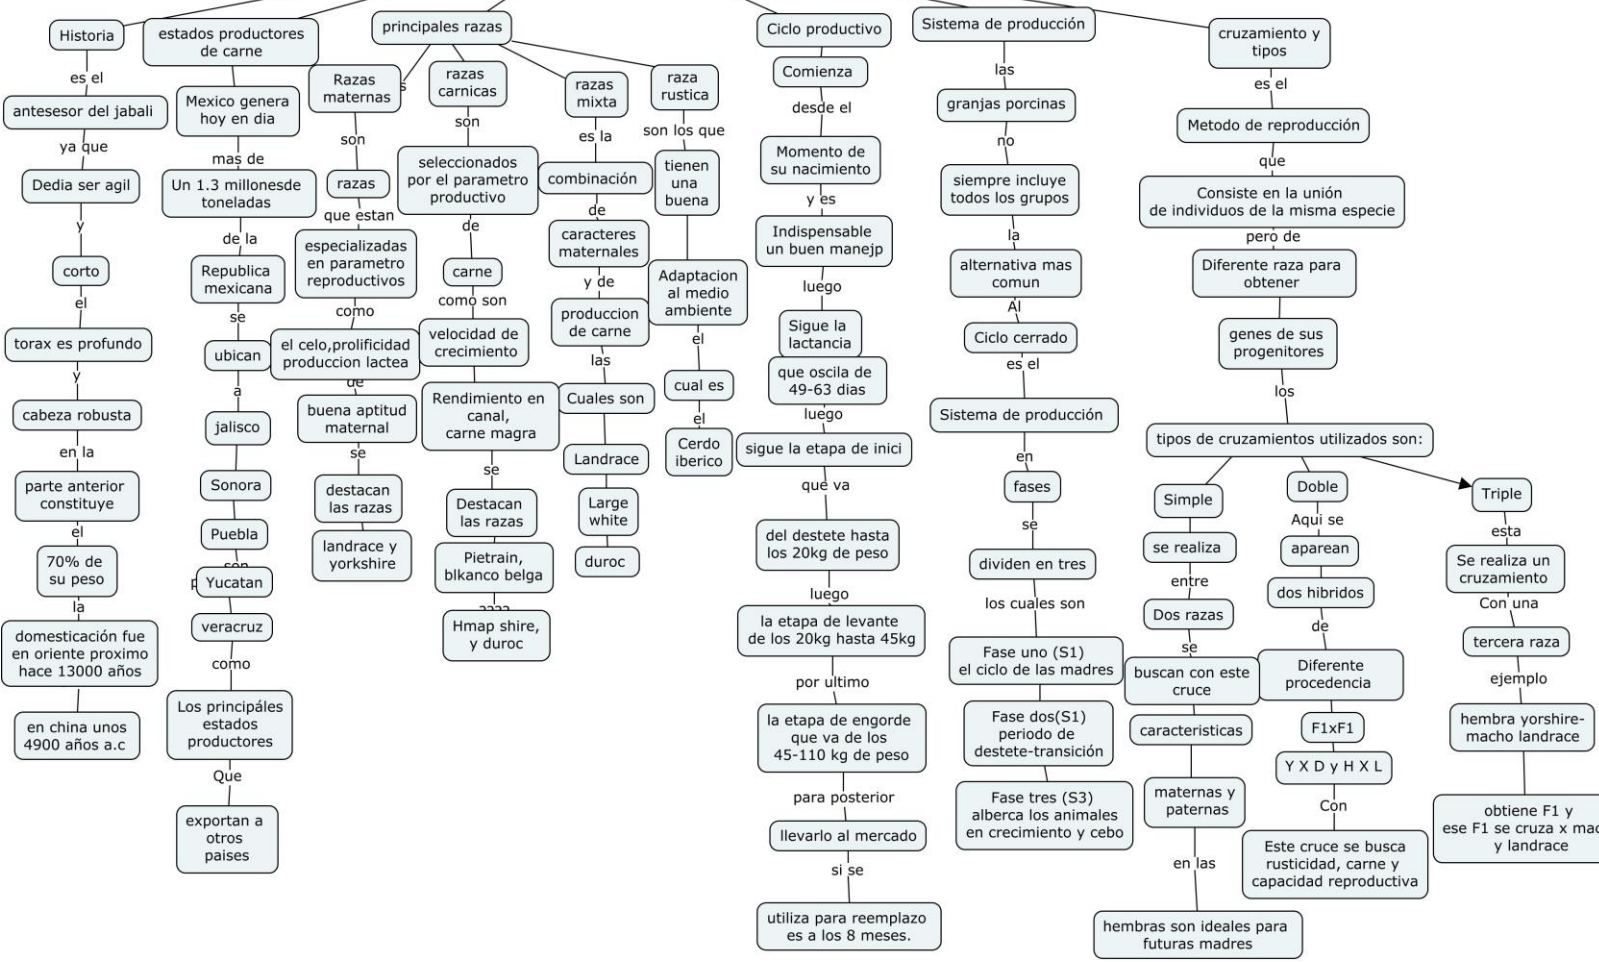 Historia
es el
antesesor del jabali
ya que
Dedia ser agil
y
corto
el
torax es profundo
y
cabeza robusta
en la
parte anterior
constituye
el
70% de
su peso
la
domesticación fue
en oriente proximo
hace 13000 años
en china unos
4900 años a.c
estados productores
de carne
Mexico genera
hoy en dia
mas de
Un 1.3 millonesde
toneladas
de la
Republica
mexicana
se
ubican
a
jalisco
Sonora
Puebla
son
Yucatan
veracruz
como
Los principáles
estados
productores
Que
exportan a
otros
paises
principales razas
Razas
maternas
son
razas
que estan
especializadas
en parametro
reproductivos
como
el celo,prolificidad
produccion lactea
de
buena aptitud
maternal
se
destacan
las razas
landrace y
yorkshire
razas
carnicas
son
seleccionados
por el parametro
productivo
de
carne
como son
velocidad de
crecimiento
Rendimiento en
canal,
carne magra
se
Destacan
las razas
Pietrain,
blkanco belga
????
Hmap shire,
y duroc
razas
mixta
es la
combinación
de
caracteres
maternales
y de
produccion
de carne
las
Cuales son
Landrace
Large
white
duroc
raza
rustica
son los que
tienen
una
buena
Adaptacion
al medio
ambiente
el
cual es
el
Cerdo
iberico
Ciclo productivo
Comienza
desde el
Momento de
su nacimiento
y es
Indispensable
un buen manejp
luego
Sigue la
lactancia
que oscila de
49-63 dias
luego
sigue la etapa de inici
que va
del destete hasta
los 20kg de peso
luego
la etapa de levante
de los 20kg hasta 45kg
por ultimo
la etapa de engorde
que va de los
45-110 kg de peso
para posterior
llevarlo al mercado
si se
utiliza para reemplazo
es a los 8 meses.
Sistema de producción
las
granjas porcinas
no
siempre incluye
todos los grupos
la
alternativa mas
comun
Al
Ciclo cerrado
es el
Sistema de producción
en
fases
se
dividen en tres
los cuales son
Fase uno (S1)
el ciclo de las madres
Fase dos(S1)
periodo de
destete-transición
Fase tres (S3)
alberca los animales
en crecimiento y cebo
cruzamiento y
tipos
es el
Metodo de reproducción
que
Consiste en la unión
de individuos de la misma especie
pero de
Diferente raza para
obtener
genes de sus
progenitores
los
tipos de cruzamientos utilizados son:
Simple
se realiza
entre
Dos razas
se
buscan con este
cruce
caracteristicas
maternas y
paternas
en las
hembras son ideales para
futuras madres
Doble
Aqui se
aparean
dos hibridos
de
Diferente
procedencia
F1xF1
Y X D y H X L
Con
Este cruce se busca
rusticidad, carne y
capacidad reproductiva
Triple
esta
Se realiza un
cruzamiento
Con una
tercera raza
ejemplo
hembra yorshire-
macho landrace
obtiene F1 y
ese F1 se cruza x mac
y landrace